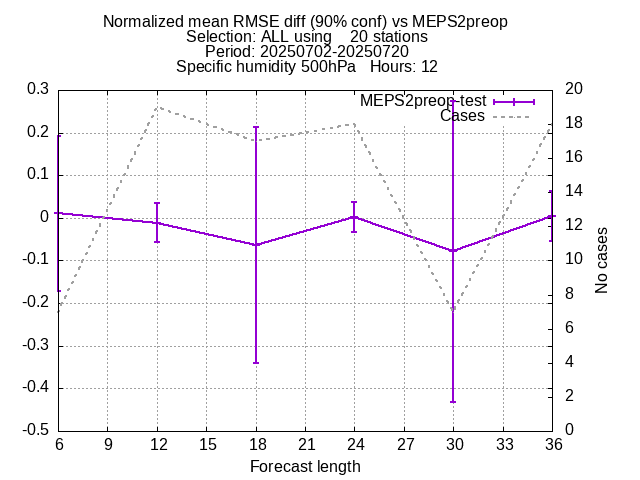 Normalized mean RMSE diff (90% conf) vs MEPS2preop
Selection: ALL using    20 stations
Period: 20250702-20250720
Specific humidity 500hPa   Hours: 12
MEPS2preop-test
Cases
0.3
0.2
0.1
0
-0.1
-0.2
-0.3
-0.4
-0.5
20
18
16
14
12
10
8
6
4
2
0
No cases
6 9 12 15 18 21 24 27 30 33 36
Forecast length